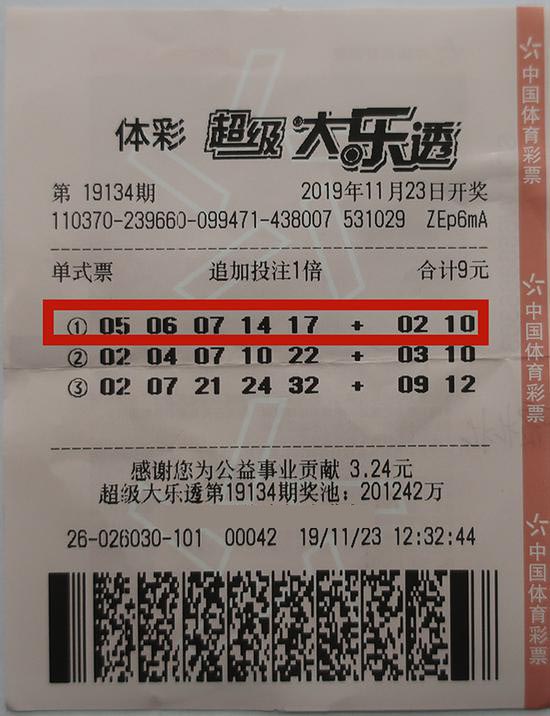 体彩 超级大乐透
第 19134期 2019年11月23日开奖
110370-239660-099471-438007 531029 ZEp6mA
单式票 追加投注1倍 合计9元
① 05 06 07 14 17 + 02 10
② 02 04 07 10 22 + 03 10
③ 02 07 21 24 32 + 09 12
感谢您为公益事业贡献 3.24元
超级大乐透第19134期奖池：201242万
26-026030-101 00042 19/11/23 12:32:44
中国体育彩票
中国体育彩票
中国体育彩票